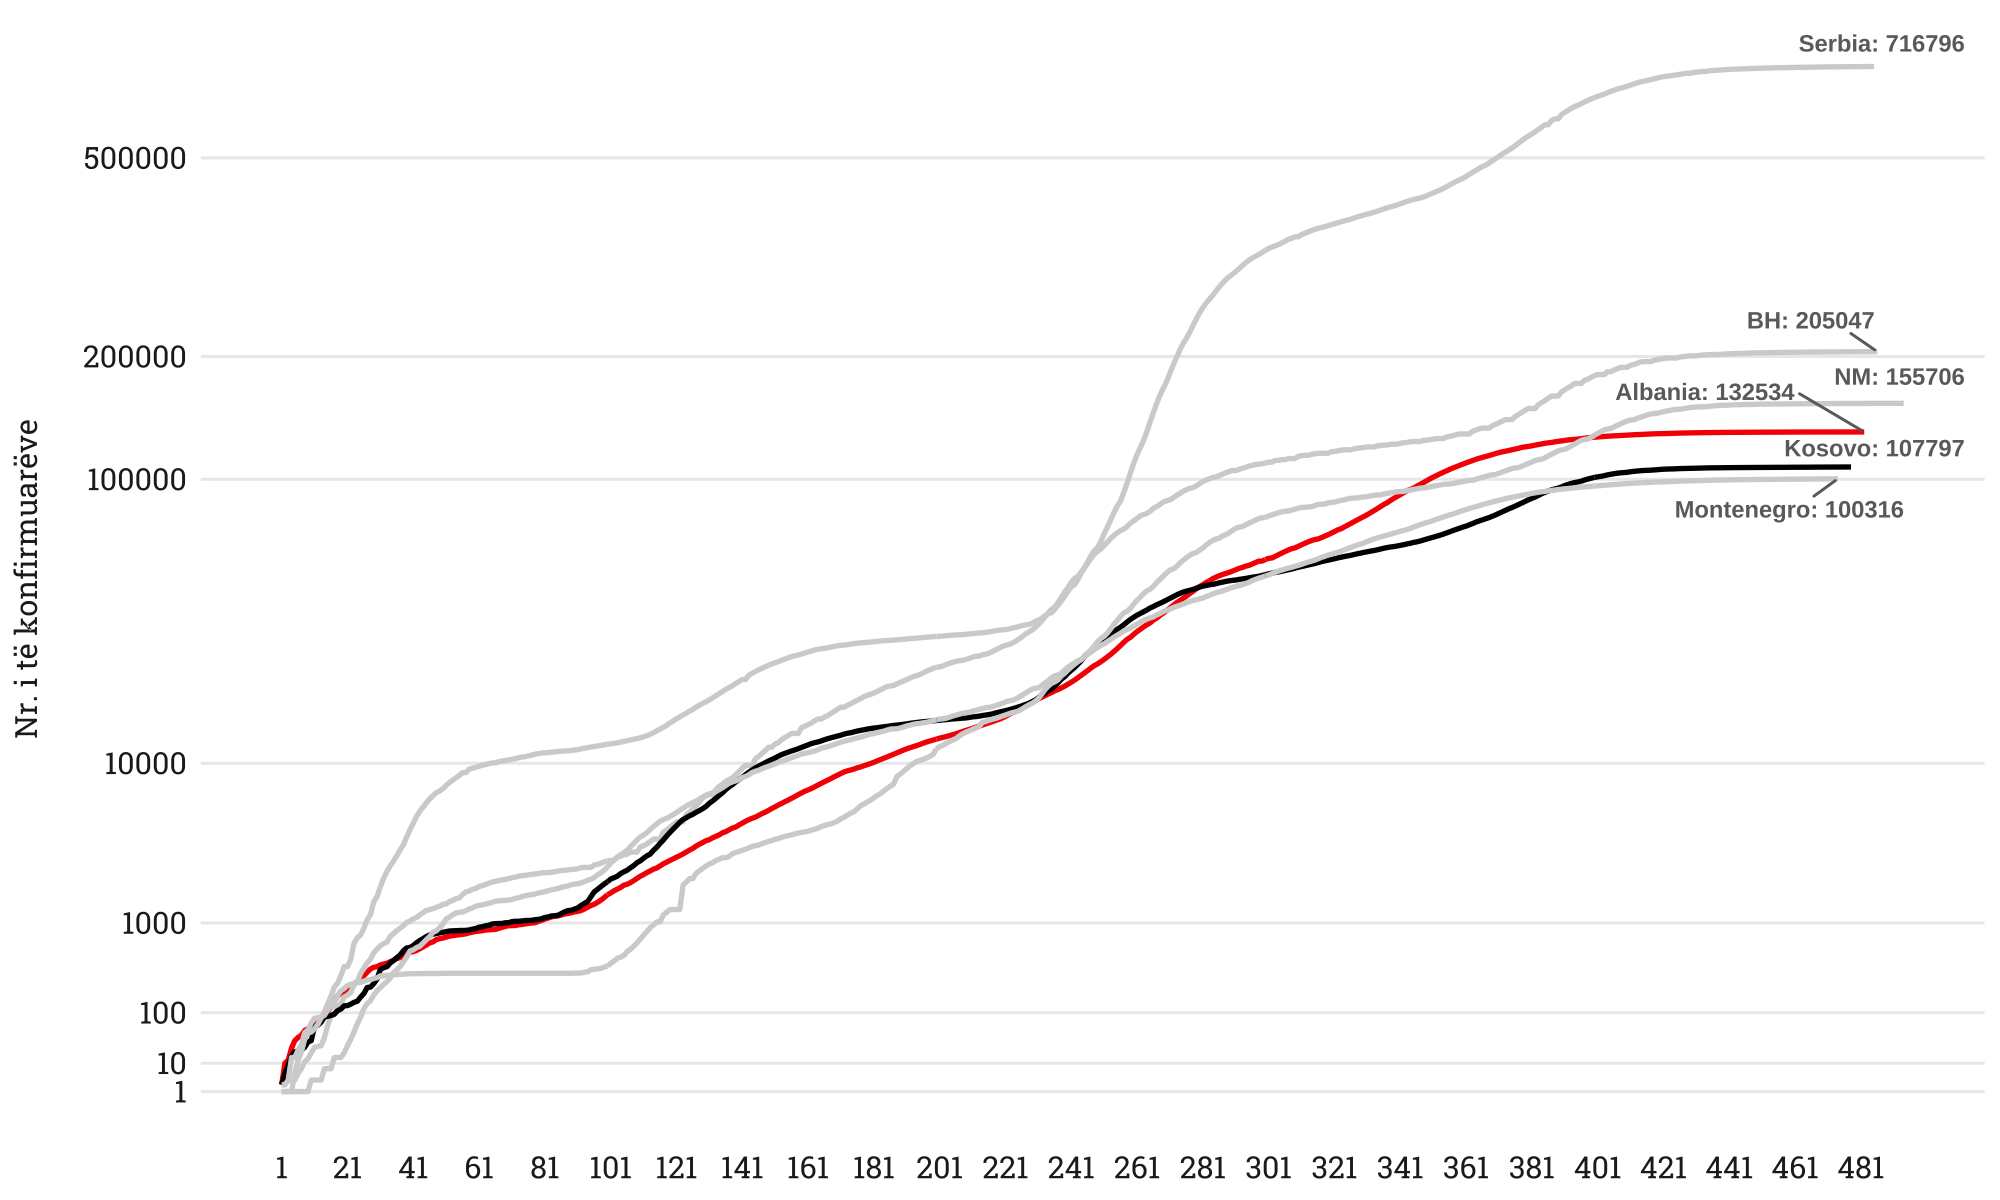 Serbia: 716796
500000
BH: 205047
200000
NM: 155706
Albania: 132534
Kosovo: 107797
100000
Montenegro: 100316
10000
1000
100
10
1
Nr. i të konfirmuarëve
1 21 41 61 81 101 121 141 161 181 201 221 241 261 281 301 321 341 361 381 401 421 441 461 481